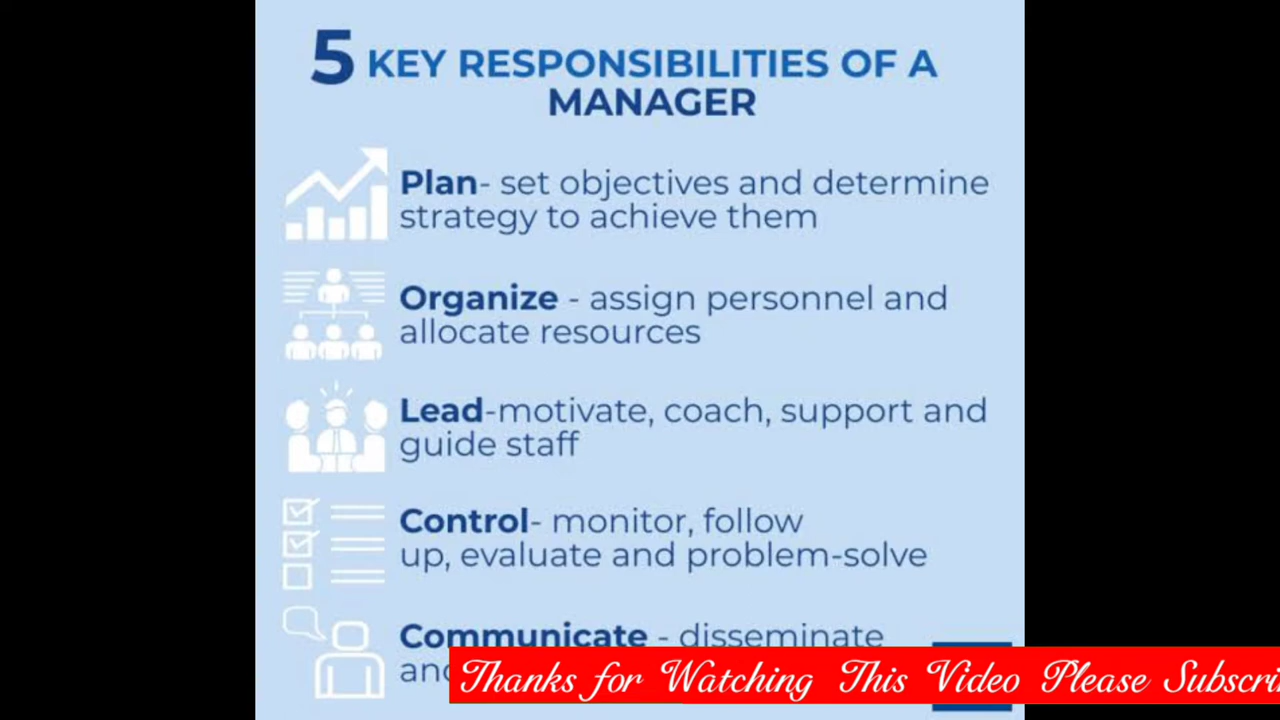 5 KEY RESPONSIBILITIES OF A
MANAGER
Plan- set objectives and determine
strategy to achieve them
Organize - assign personnel and
allocate resources
Lead-motivate, coach, support and
guide staff
Control- monitor, follow
up, evaluate and problem-solve
Communicate - disseminate
Thanks for Watching This Video Please